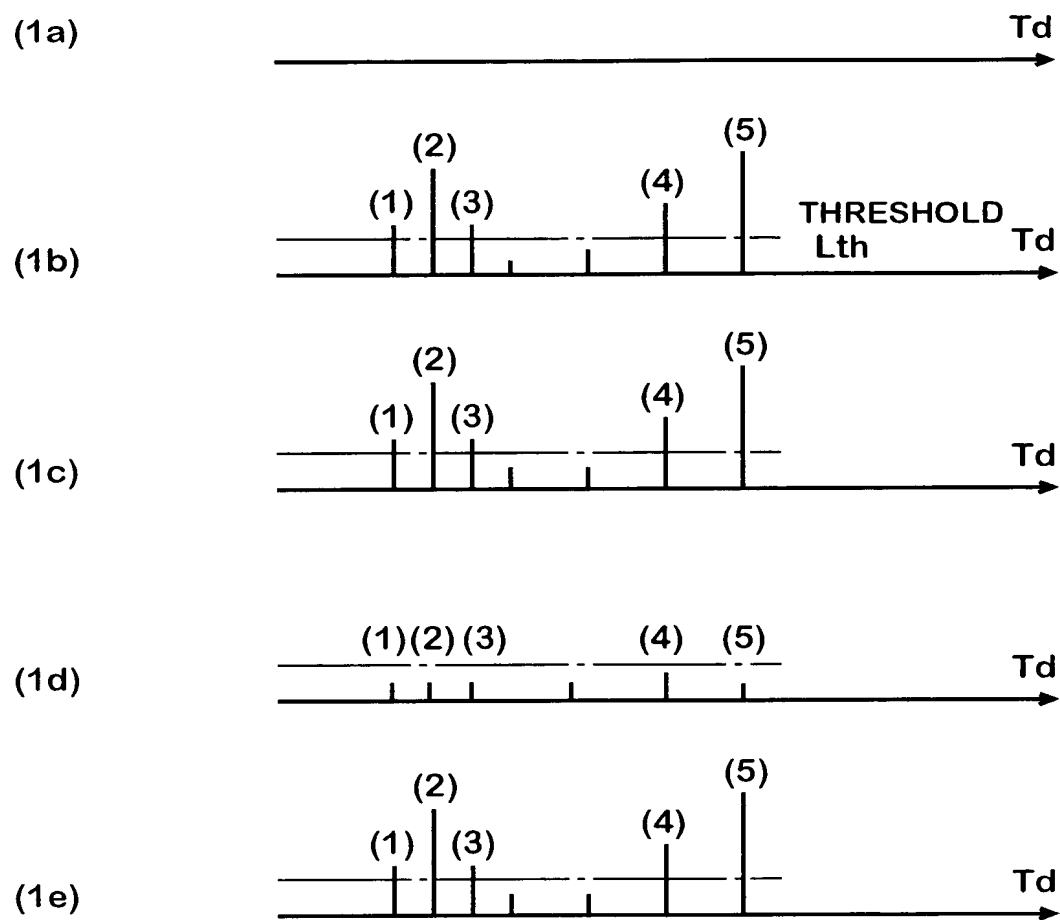 (1a) Td
(5)
(2)
(1) (3) (4) THRESHOLD
(1b) Lth Td
(5)
(2)
(1) (3) (4)
(1c) Td
(1) (2) (3) (4) (5)
(1d) Td
(5)
(2)
(1) (3) (4)
(1e) Td